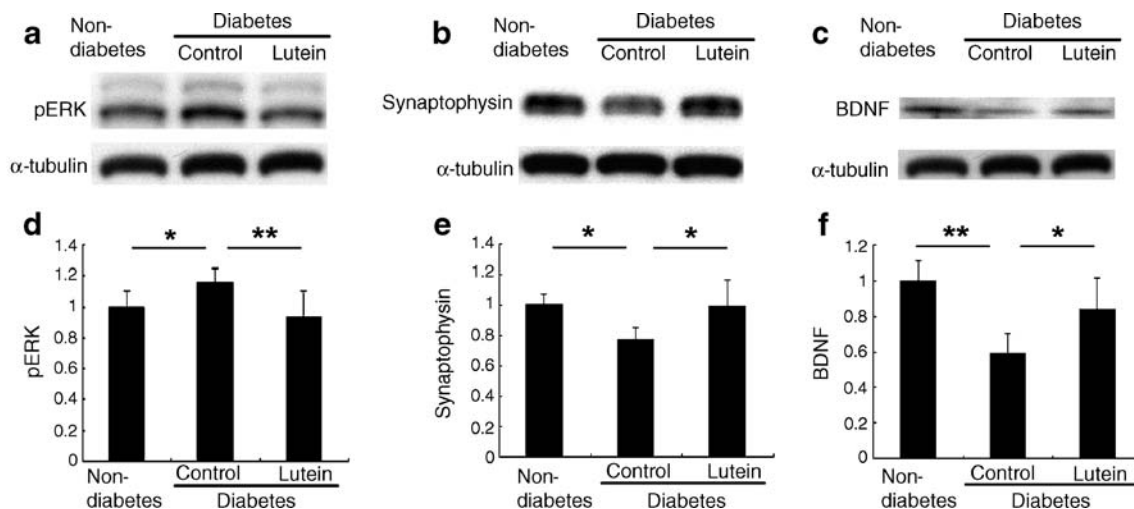 a
Non-
diabetes
Diabetes
Control Lutein
pERK
α-tubulin
b
Non-
diabetes
Diabetes
Control Lutein
Synaptophysin
α-tubulin
c
Non-
diabetes
Diabetes
Control Lutein
BDNF
α-tubulin
d
* **
1.4
1.2
1
0.8
0.6
0.4
0.2
0
pERK
Non-
diabetes
Control Lutein
Diabetes
e
* *
1.4
1.2
1
0.8
0.6
0.4
0.2
0
Synaptophysin
Non-
diabetes
Control Lutein
Diabetes
f
** *
1.2
1
0.8
0.6
0.4
0.2
0
BDNF
Non-
diabetes
Control Lutein
Diabetes